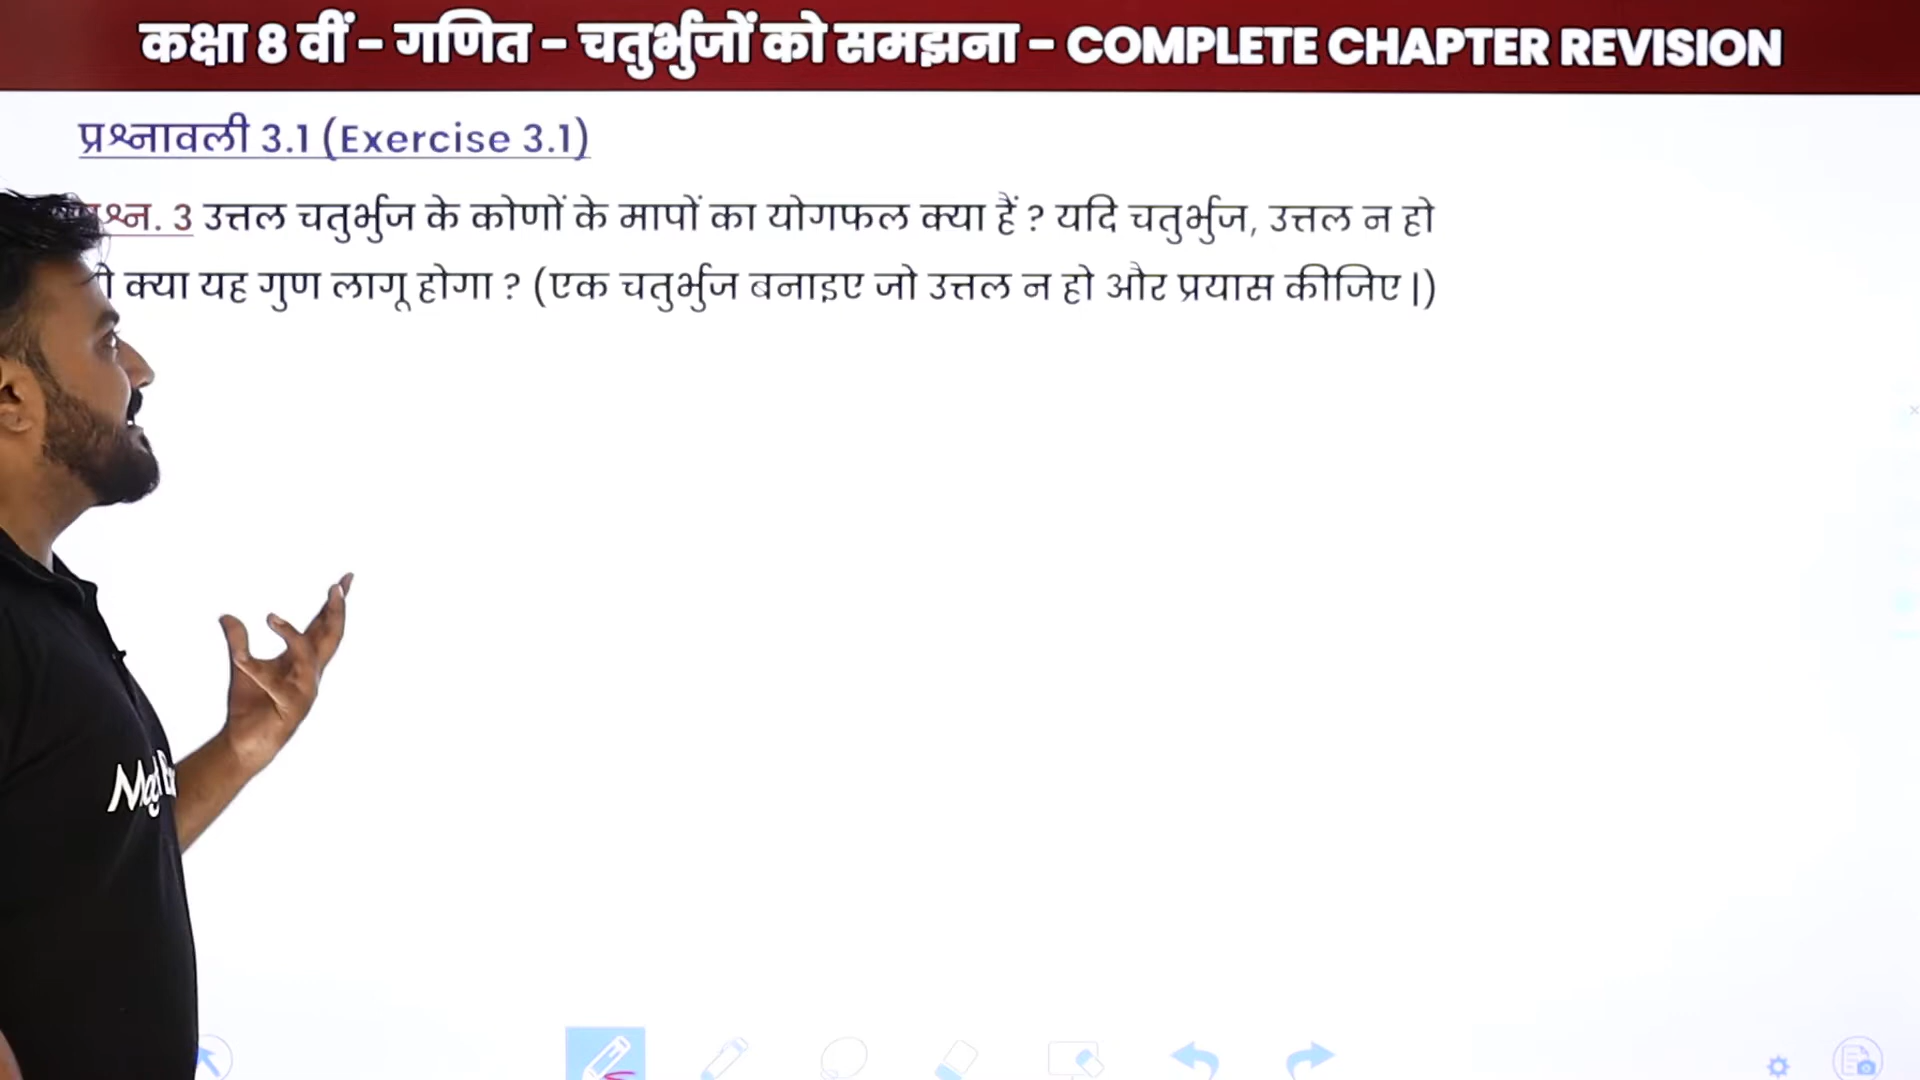 कक्षा 8 वीं - गणित - चतुर्भुजों को समझना - COMPLETE CHAPTER REVISION
प्रश्नावली 3.1 (Exercise 3.1)
3 उत्तल चतुर्भुज के कोणों के मापों का योगफल क्या हैं ? यदि चतुर्भुज, उत्तल न हो
क्या यह गुण लागू होगा ? (एक चतुर्भुज बनाइए जो उत्तल न हो और प्रयास कीजिए |)